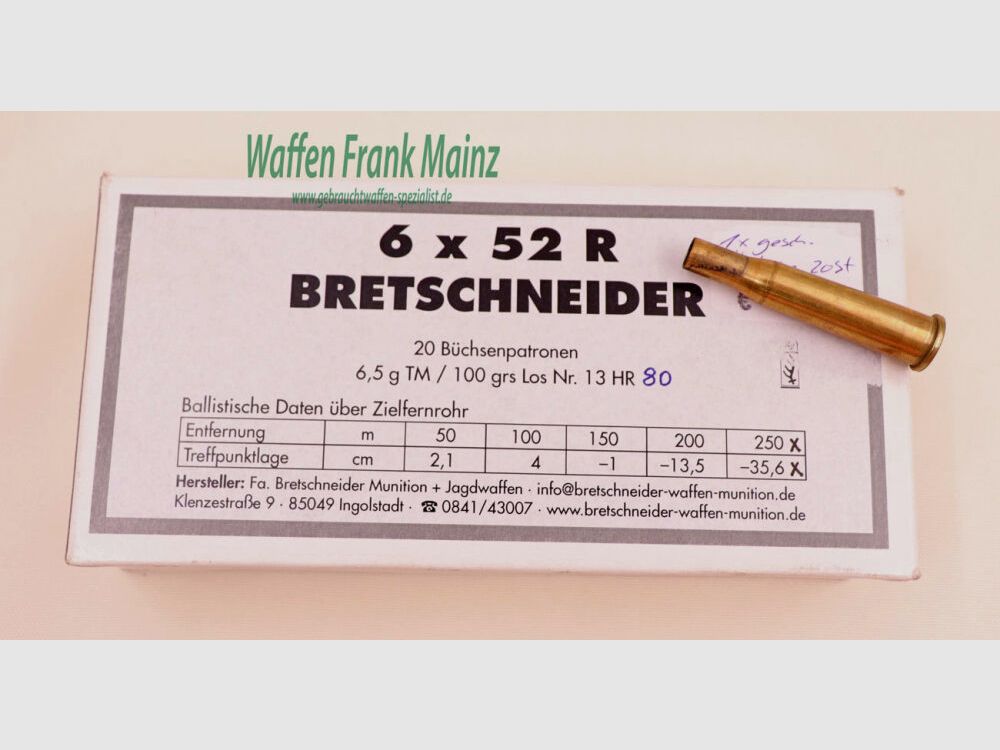 Waffen Frank Mainz
www.gebrauchtwaffen-spezialist.de
6 x 52 R
BRETSCHNEIDER
1x gesch.
20St
€
20 Büchsenpatronen
6,5 g TM / 100 grs Los Nr. 13 HR 80
Ballistische Daten über Zielfernrohr
Entfernung m 50 100 150 200 250 X
Treffpunktlage cm 2,1 4 –1 –13,5 –35,6 X
Hersteller: Fa. Bretschneider Munition + Jagdwaffen · info@bretschneider-waffen-munition.de
Klenzestraße 9 · 85049 Ingolstadt · ☎ 0841/43007 · www.bretschneider-waffen-munition.de